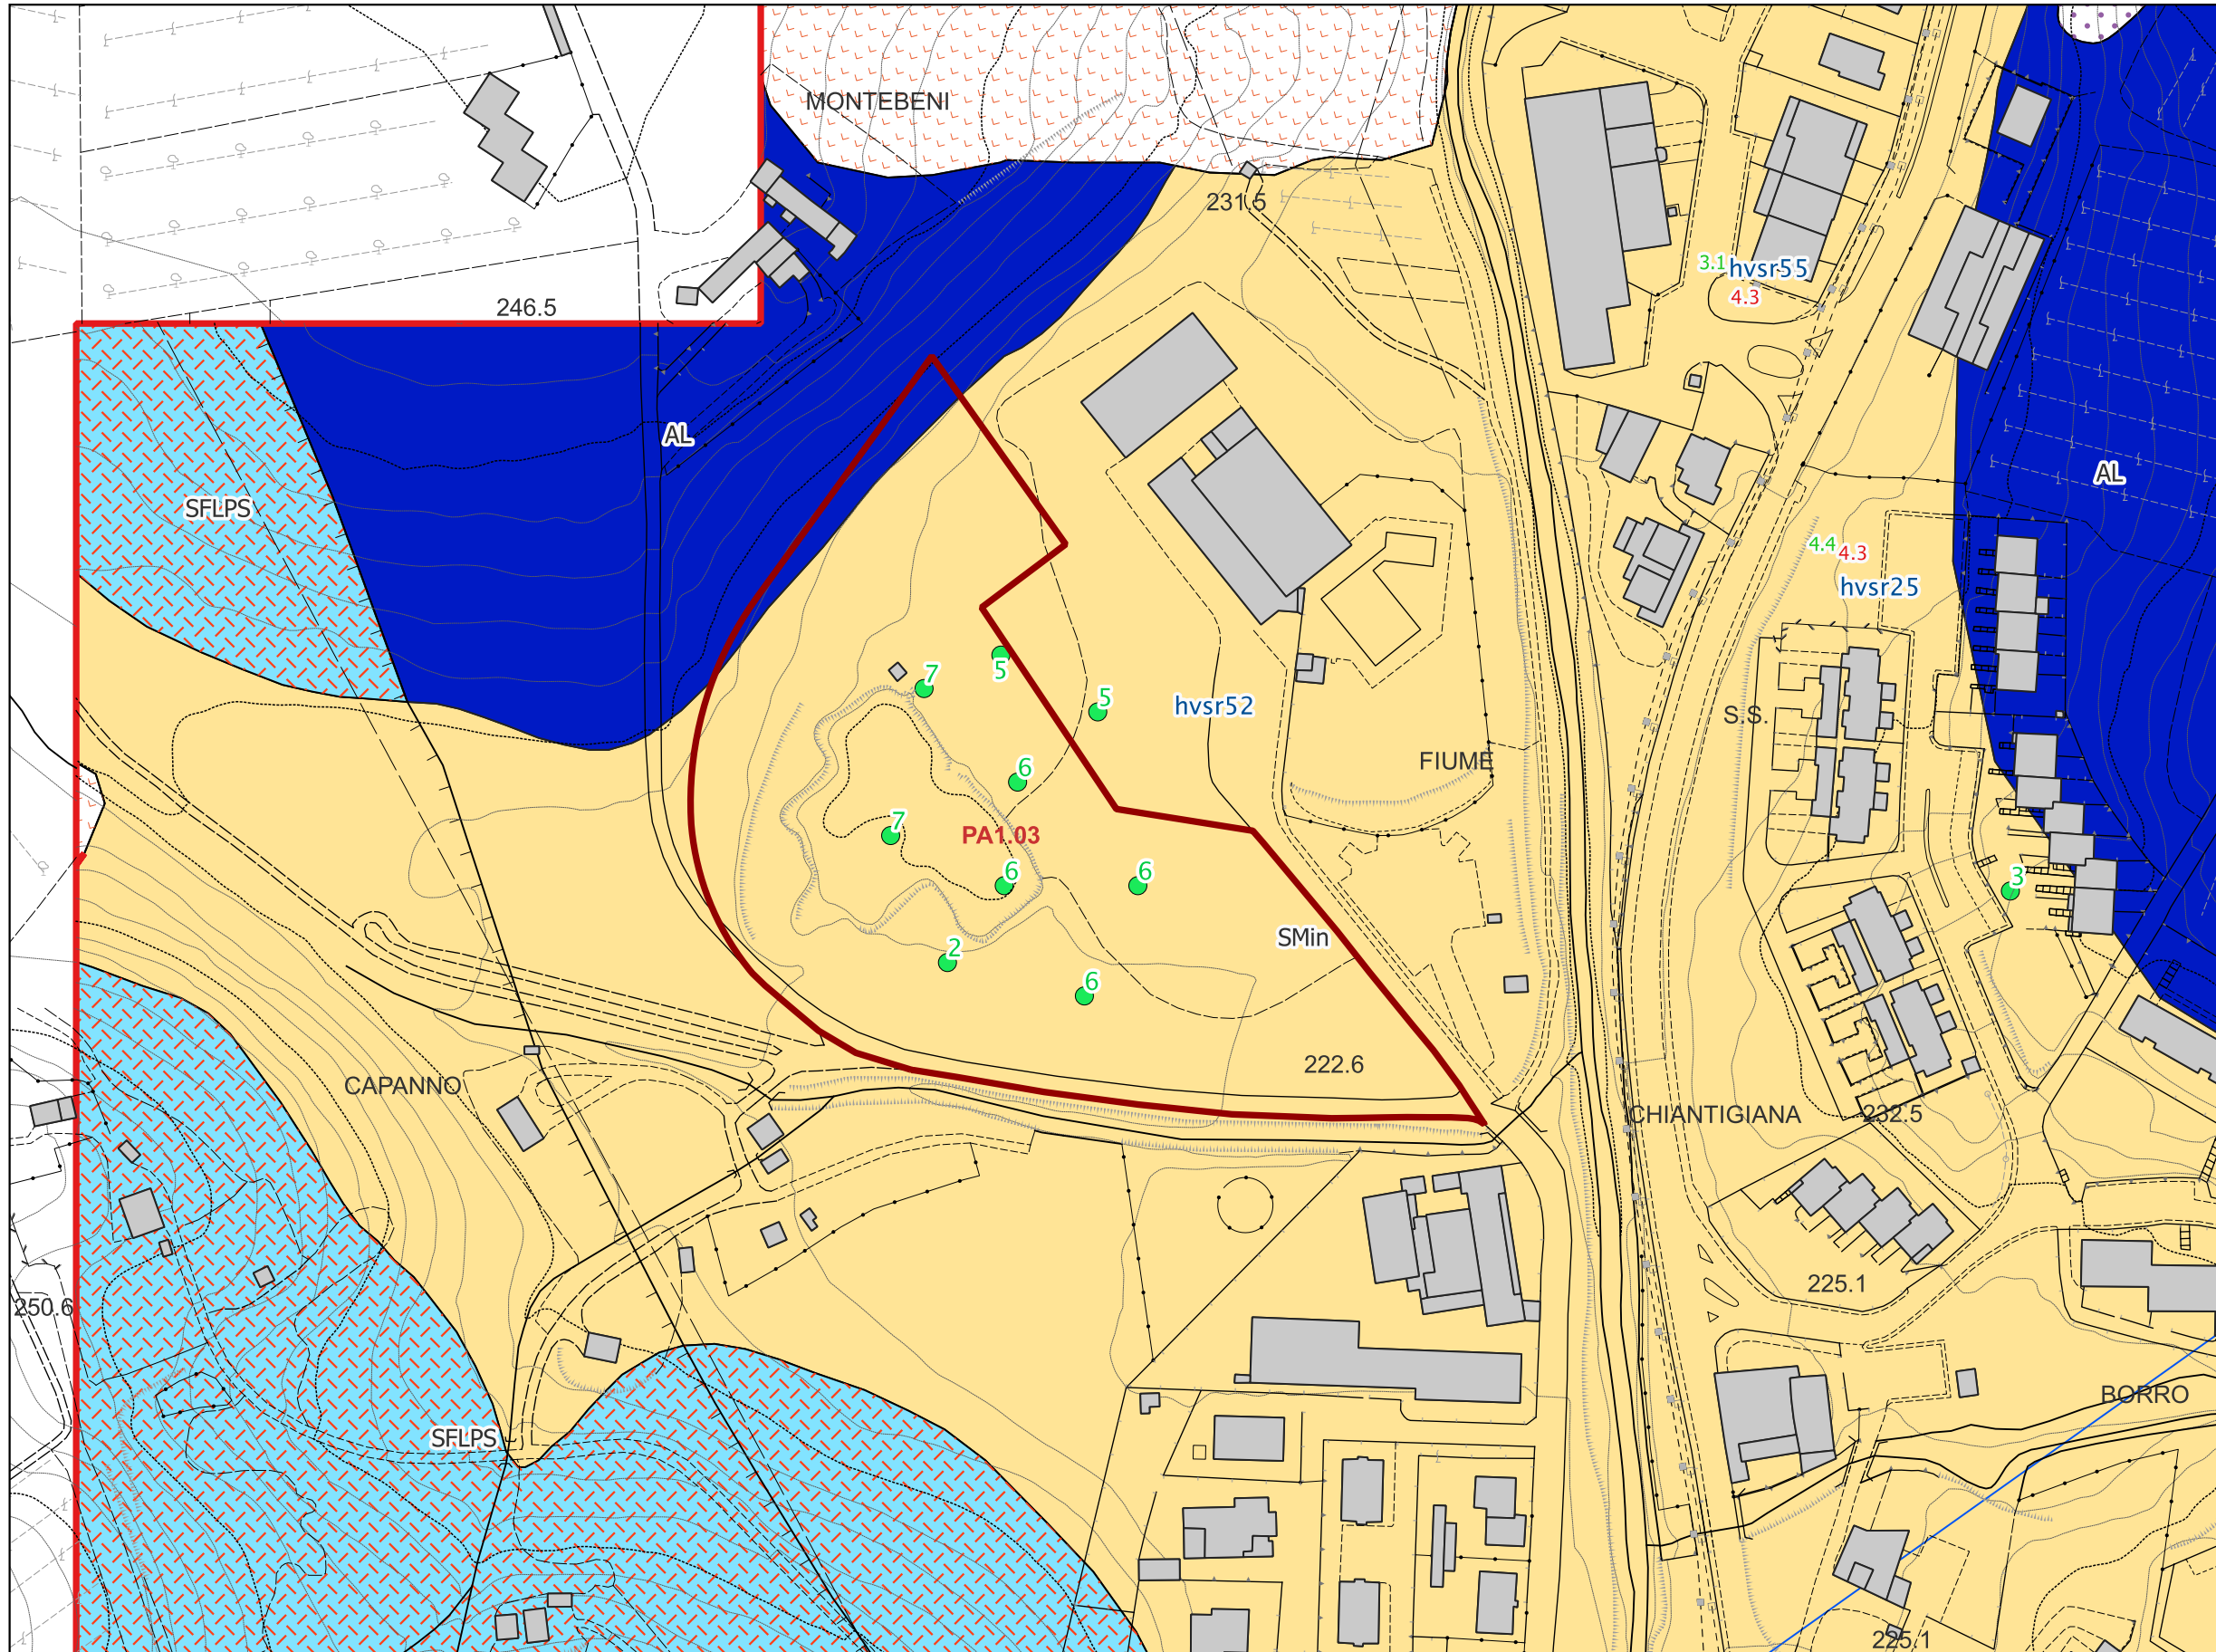 MONTEBENI
231.5
3.1 hvsr55
4.3
246.5
AL
AL
SFLPS
4.4 4.3
hvsr25
5
7
5
hvsr52
S.S.
FIUME
6
7
PA1.03
6
6
3
SMin
2
6
222.6
CAPANNO
CHIANTIGIANA
232.5
225.1
250.6
BORRO
SFLPS
225.1